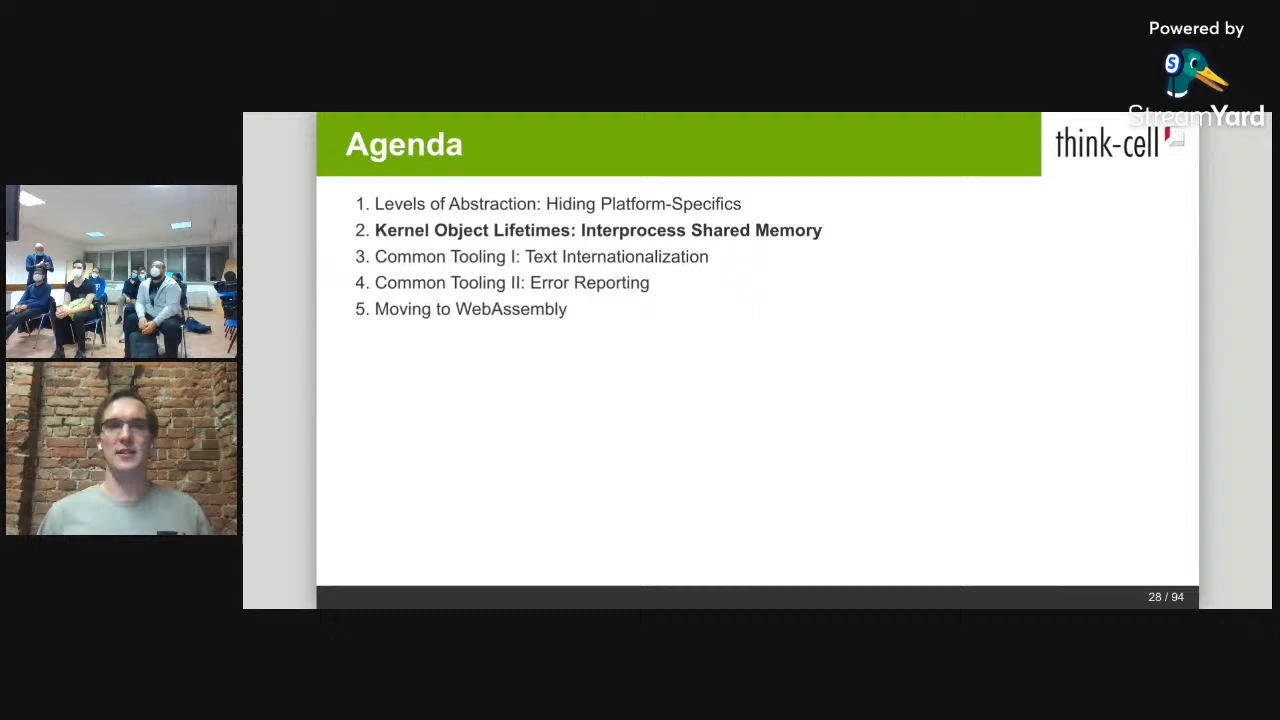 Powered by
S
StreamYard
Agenda
think-cell
1. Levels of Abstraction: Hiding Platform-Specifics
2. Kernel Object Lifetimes: Interprocess Shared Memory
3. Common Tooling I: Text Internationalization
4. Common Tooling II: Error Reporting
5. Moving to WebAssembly
28 / 94